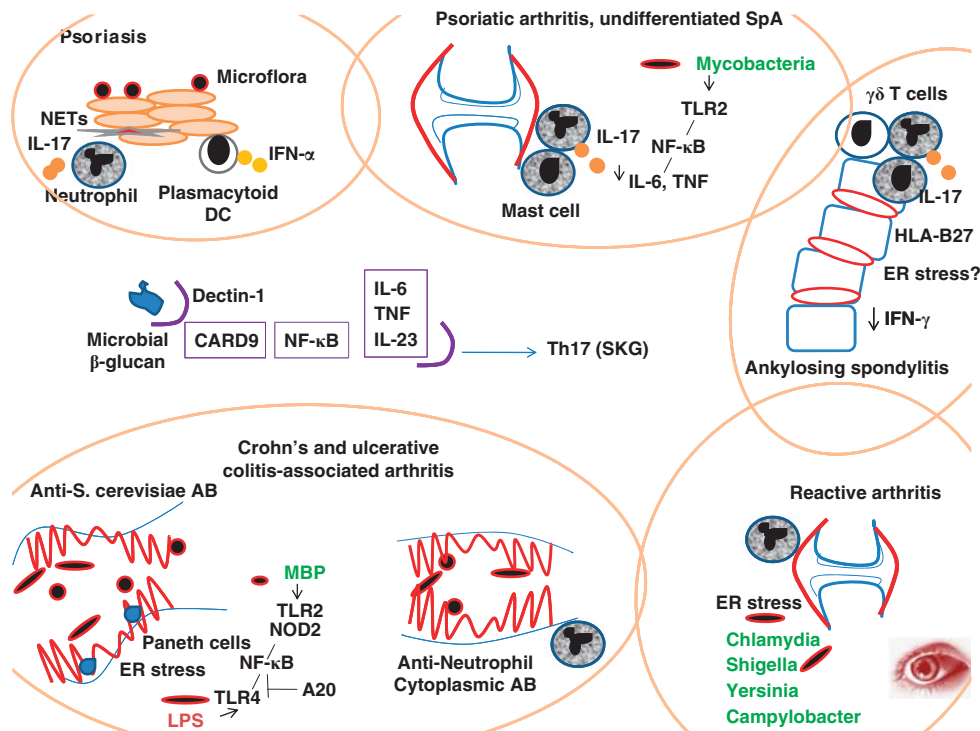 Psoriasis
Microflora
NETs
IL-17
Neutrophil
IFN-α
Plasmacytoid
DC
Psoriatic arthritis, undifferentiated SpA
Mycobacteria
TLR2
IL-17
NF-κB
IL-6, TNF
Mast cell
γδ T cells
IL-17
HLA-B27
ER stress?
IFN-γ
Ankylosing spondylitis
Dectin-1
Microbial
β-glucan
CARD9
NF-κB
IL-6
TNF
IL-23
Th17 (SKG)
Crohn's and ulcerative
colitis-associated arthritis
Anti-S. cerevisiae AB
MBP
TLR2
NOD2
Paneth cells
ER stress
NF-κB
TLR4
A20
LPS
Anti-Neutrophil
Cytoplasmic AB
Reactive arthritis
ER stress
Chlamydia
Shigella
Yersinia
Campylobacter